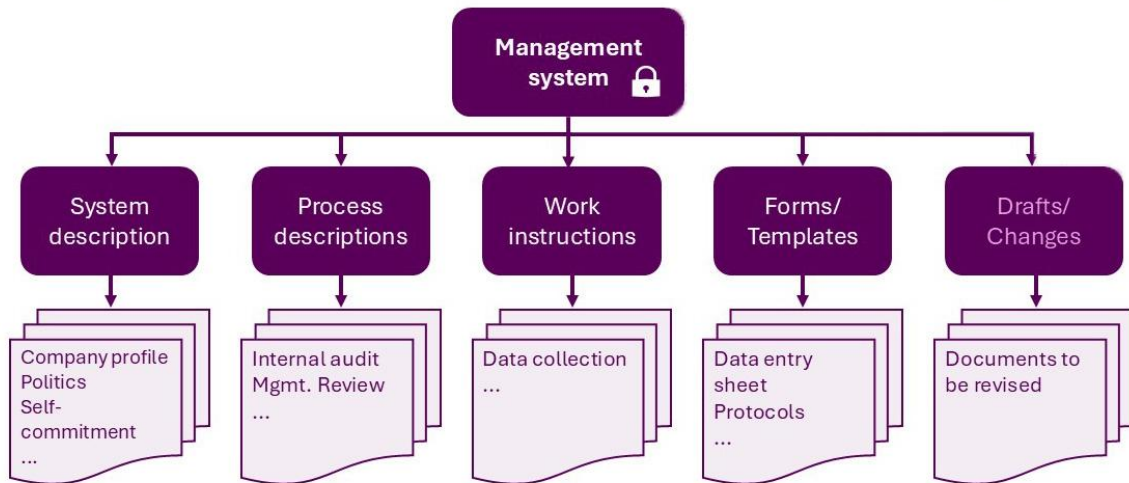 Management
system
System
description
Process
descriptions
Work
instructions
Forms/
Templates
Drafts/
Changes
Company profile
Politics
Self-
commitment
...
Internal audit
Mgmt. Review
...
Data collection
...
Data entry
sheet
Protocols
...
Documents to
be revised